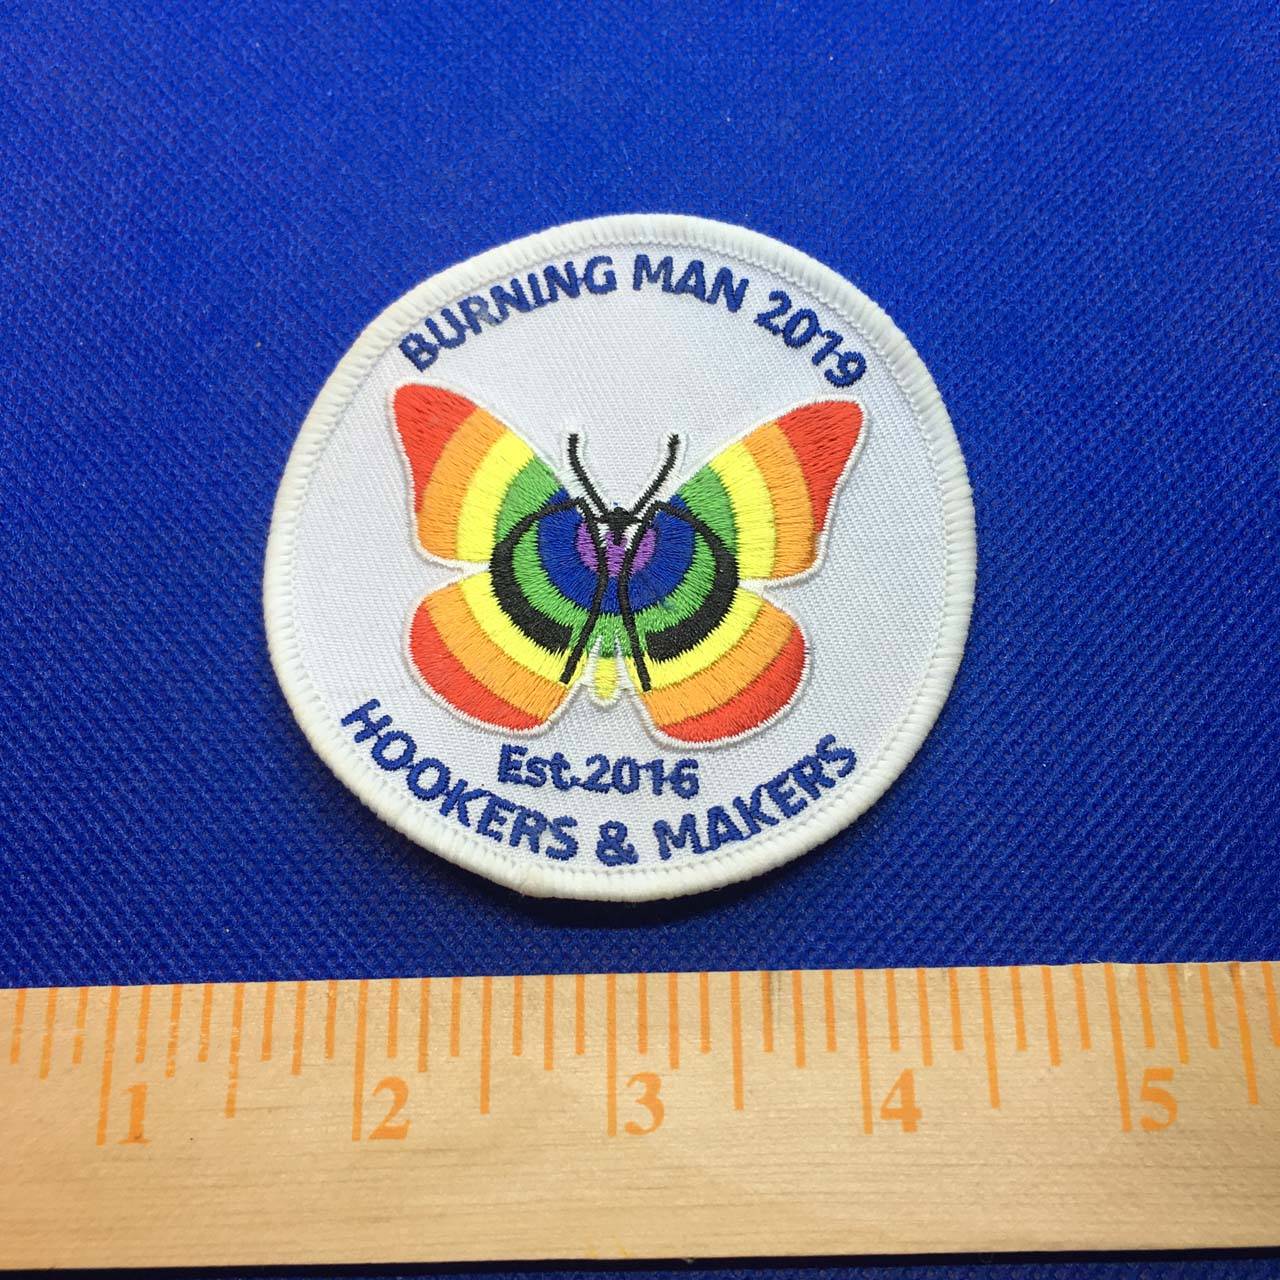 BURNING MAN 2019
Est.2016
HOOKERS & MAKERS
1 2 3 4 5